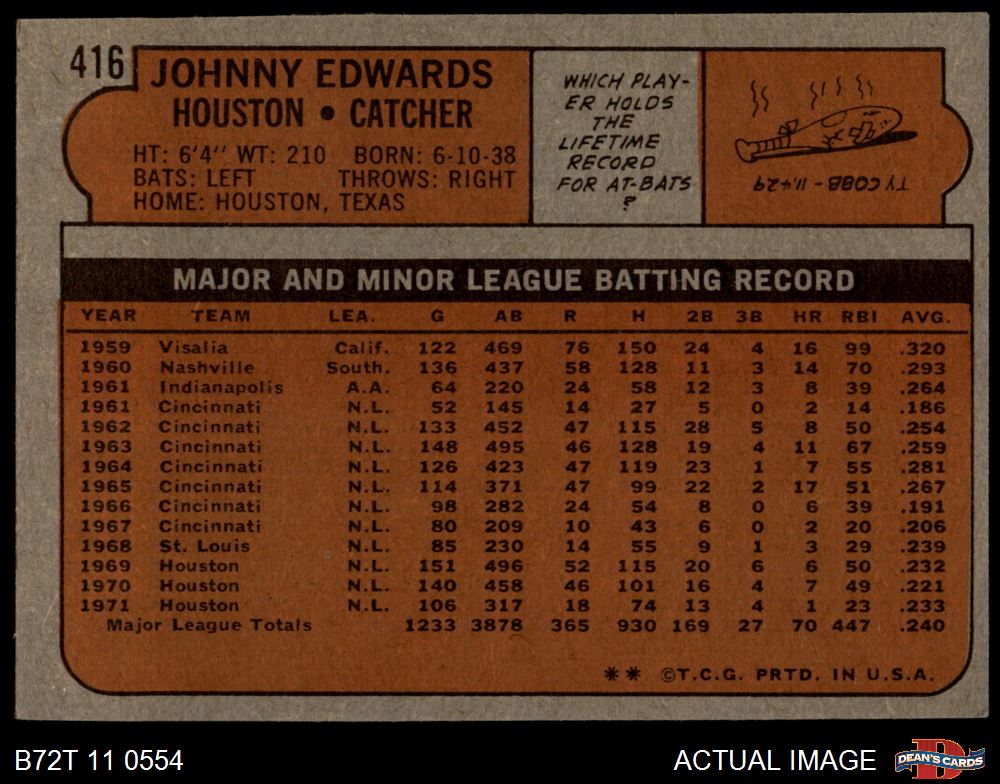 416
JOHNNY EDWARDS
HOUSTON • CATCHER
HT: 6'4" WT: 210 BORN: 6-10-38
BATS: LEFT THROWS: RIGHT
HOME: HOUSTON, TEXAS
WHICH PLAY-
ER HOLDS
THE
LIFETIME
RECORD
FOR AT-BATS
?
TY COBB - 11,429
MAJOR AND MINOR LEAGUE BATTING RECORD
YEAR TEAM LEA. G AB R H 2B 3B HR RBI AVG.
1959 Visalia Calif. 122 469 76 150 24 4 16 99 .320
1960 Nashville South. 136 437 58 128 11 3 14 70 .293
1961 Indianapolis A.A. 64 220 24 58 12 3 8 39 .264
1961 Cincinnati N.L. 52 145 14 27 5 0 2 14 .186
1962 Cincinnati N.L. 133 452 47 115 28 5 8 50 .254
1963 Cincinnati N.L. 148 495 46 128 19 4 11 67 .259
1964 Cincinnati N.L. 126 423 47 119 23 1 7 55 .281
1965 Cincinnati N.L. 114 371 47 99 22 2 17 51 .267
1966 Cincinnati N.L. 98 282 24 54 8 0 6 39 .191
1967 Cincinnati N.L. 80 209 10 43 6 0 2 20 .206
1968 St. Louis N.L. 85 230 14 55 9 1 3 29 .239
1969 Houston N.L. 151 496 52 115 20 6 6 50 .232
1970 Houston N.L. 140 458 46 101 16 4 7 49 .221
1971 Houston N.L. 106 317 18 74 13 4 1 23 .233
Major League Totals 1233 3878 365 930 169 27 70 447 .240
** ©T.C.G. PRTD. IN U.S.A.
B72T 11 0554
ACTUAL IMAGE
DEAN'S CARDS